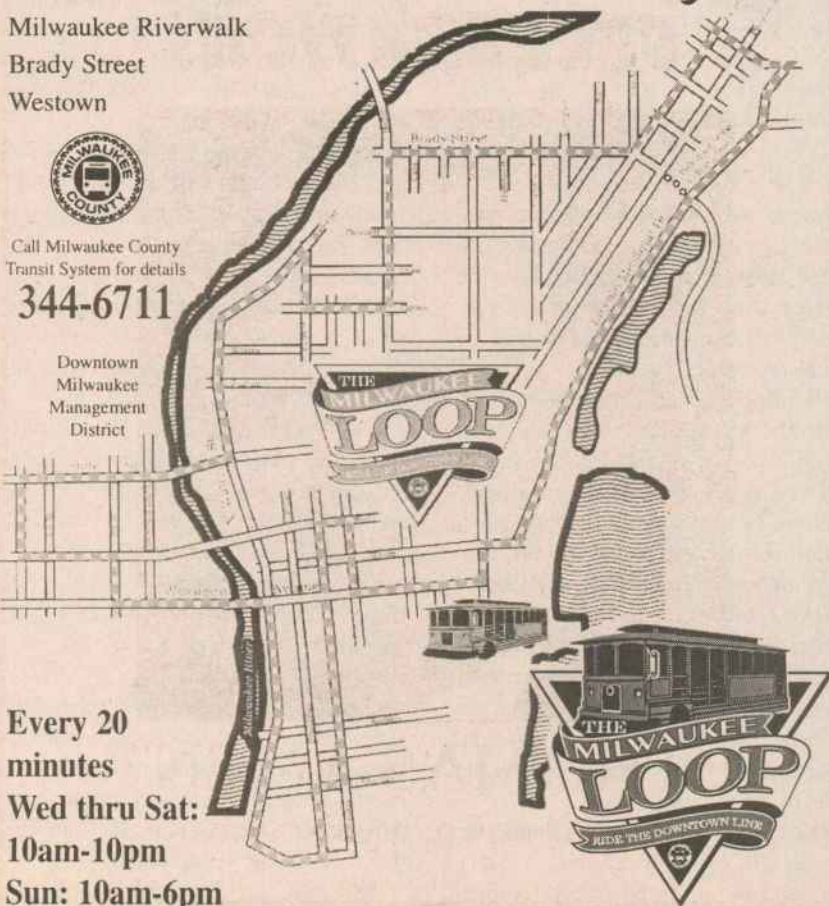 Milwaukee Riverwalk
Brady Street
Westown
MILWAUKEE
COUNTY
Call Milwaukee County
Transit System for details
344-6711
Downtown
Milwaukee
Management
District
Brady Street
THE
MILWAUKEE
LOOP
Milwaukee River
Every 20
minutes
Wed thru Sat:
10am-10pm
Sun: 10am-6pm
THE
MILWAUKEE
LOOP
RIDE THE DOWNTOWN LINE